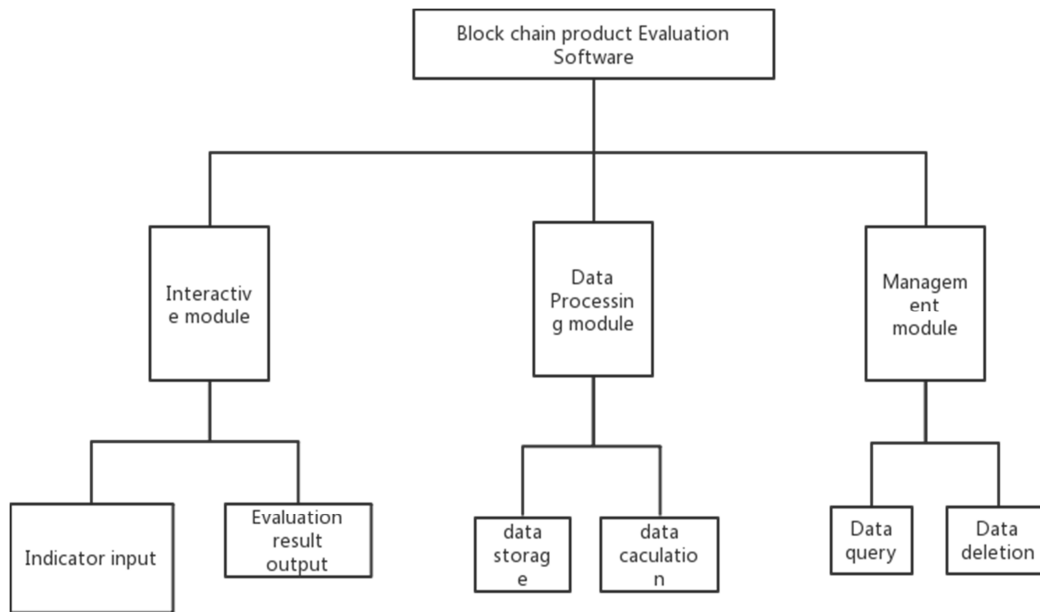 Block chain product Evaluation
Software
Interactiv
e module
Data
Processin
g module
Managem
ent
module
Indicator input
Evaluation
result
output
data
storag
e
data
caculatio
n
Data
query
Data
deletion